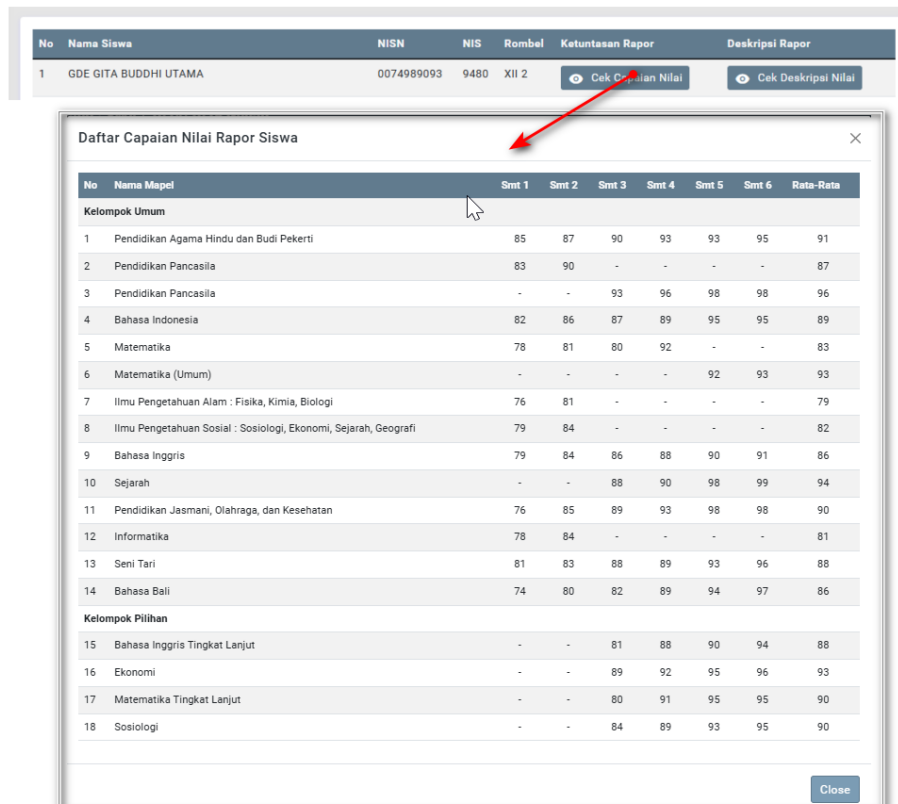 No Nama Siswa NISN NIS Rombel Ketuntasan Rapor Deskripsi Rapor
1 GDE GITA BUDDHI UTAMA 0074989093 9480 XII 2 Cek Capaian Nilai Cek Deskripsi Nilai
Daftar Capaian Nilai Rapor Siswa ×
No Nama Mapel Smt 1 Smt 2 Smt 3 Smt 4 Smt 5 Smt 6 Rata-Rata
Kelompok Umum
1 Pendidikan Agama Hindu dan Budi Pekerti 85 87 90 93 93 95 91
2 Pendidikan Pancasila 83 90 - - - - 87
3 Pendidikan Pancasila - - 93 96 98 98 96
4 Bahasa Indonesia 82 86 87 89 95 95 89
5 Matematika 78 81 80 92 - - 83
6 Matematika (Umum) - - - - 92 93 93
7 Ilmu Pengetahuan Alam : Fisika, Kimia, Biologi 76 81 - - - - 79
8 Ilmu Pengetahuan Sosial : Sosiologi, Ekonomi, Sejarah, Geografi 79 84 - - - - 82
9 Bahasa Inggris 79 84 86 88 90 91 86
10 Sejarah - - 88 90 98 99 94
11 Pendidikan Jasmani, Olahraga, dan Kesehatan 76 85 89 93 98 98 90
12 Informatika 78 84 - - - - 81
13 Seni Tari 81 83 88 89 93 96 88
14 Bahasa Bali 74 80 82 89 94 97 86
Kelompok Pilihan
15 Bahasa Inggris Tingkat Lanjut - - 81 88 90 94 88
16 Ekonomi - - 89 92 95 96 93
17 Matematika Tingkat Lanjut - - 80 91 95 95 90
18 Sosiologi - - 84 89 93 95 90
Close